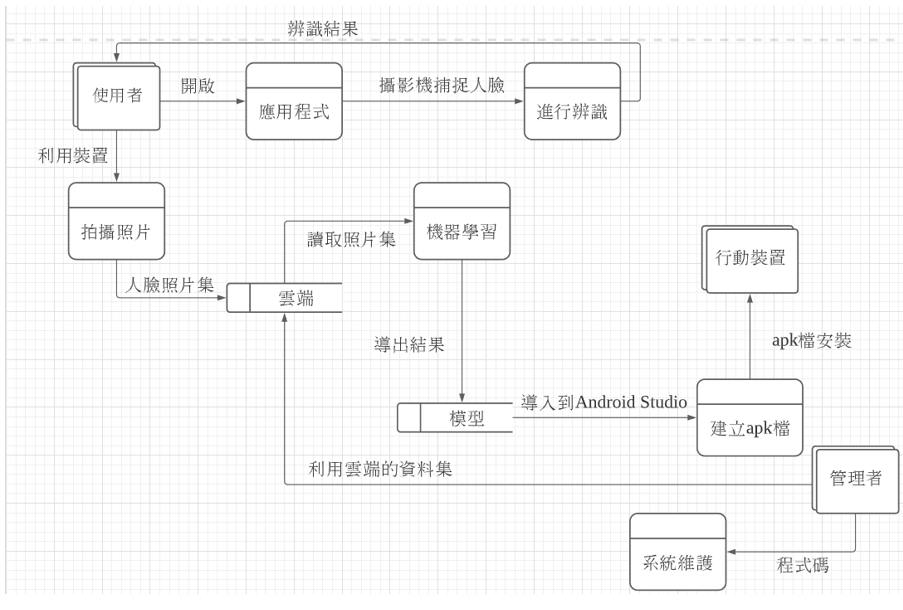 辨識結果
使用者
開啟
應用程式
攝影機捕捉人臉
進行辨識
利用裝置
拍攝照片
讀取照片集
機器學習
行動裝置
人臉照片集
雲端
導出結果
apk檔安裝
模型
導入到Android Studio
建立apk檔
利用雲端的資料集
管理者
系統維護
程式碼